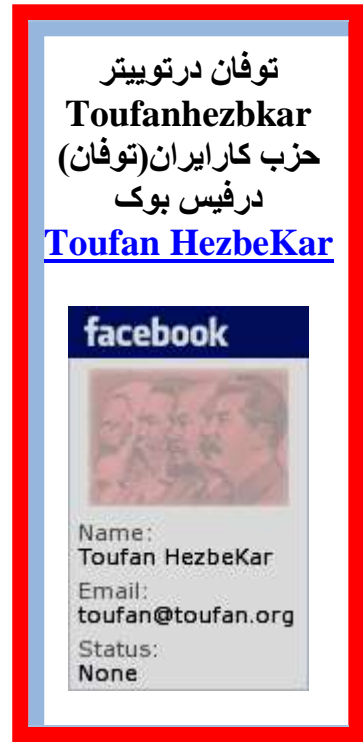 توفان درتوییتر
Toufanhezbkar
حزب کارایران(توفان)
درفیس بوک
Toufan HezbeKar
facebook
Name:
Toufan HezbeKar
Email:
toufan@toufan.org
Status:
None